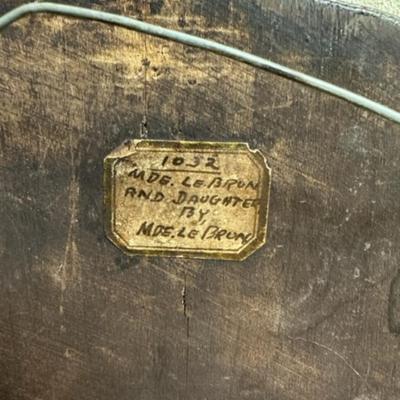 1032
MDE. LE BRUN
AND DAUGHTER
BY
MDE. LE BRUN